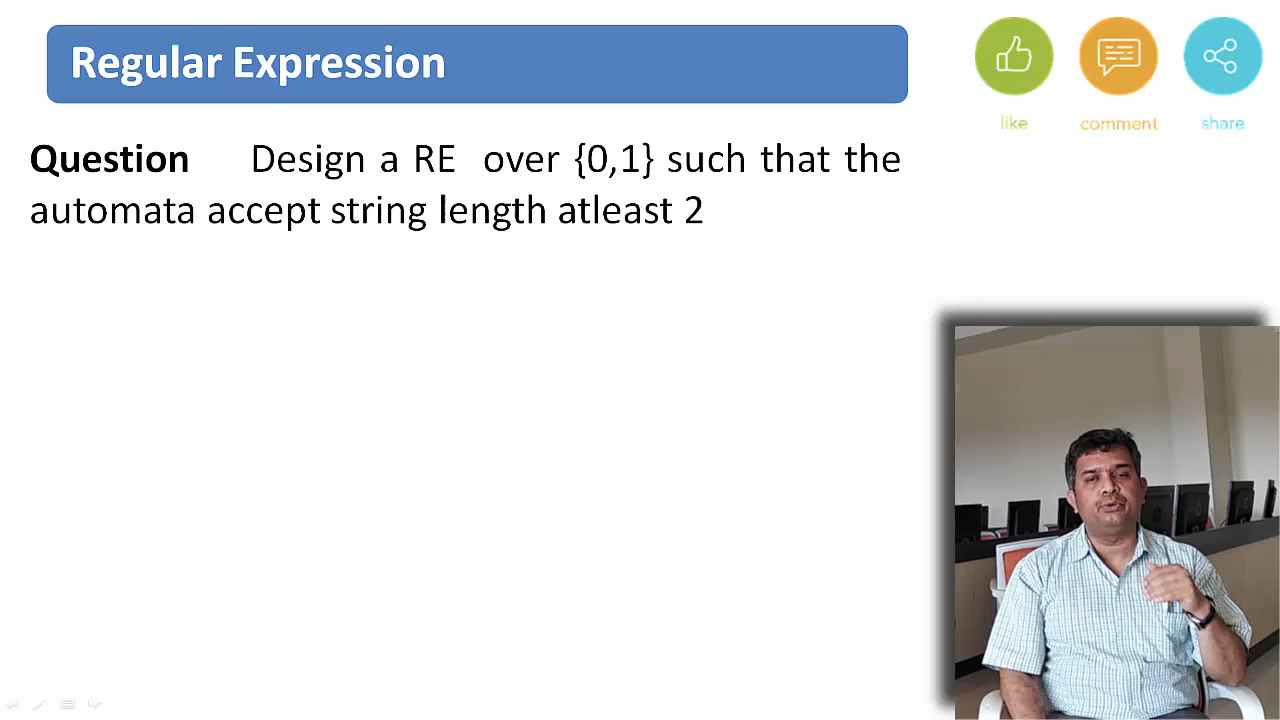 Regular Expression
like
comment
share
Question Design a RE over {0,1} such that the
automata accept string length atleast 2